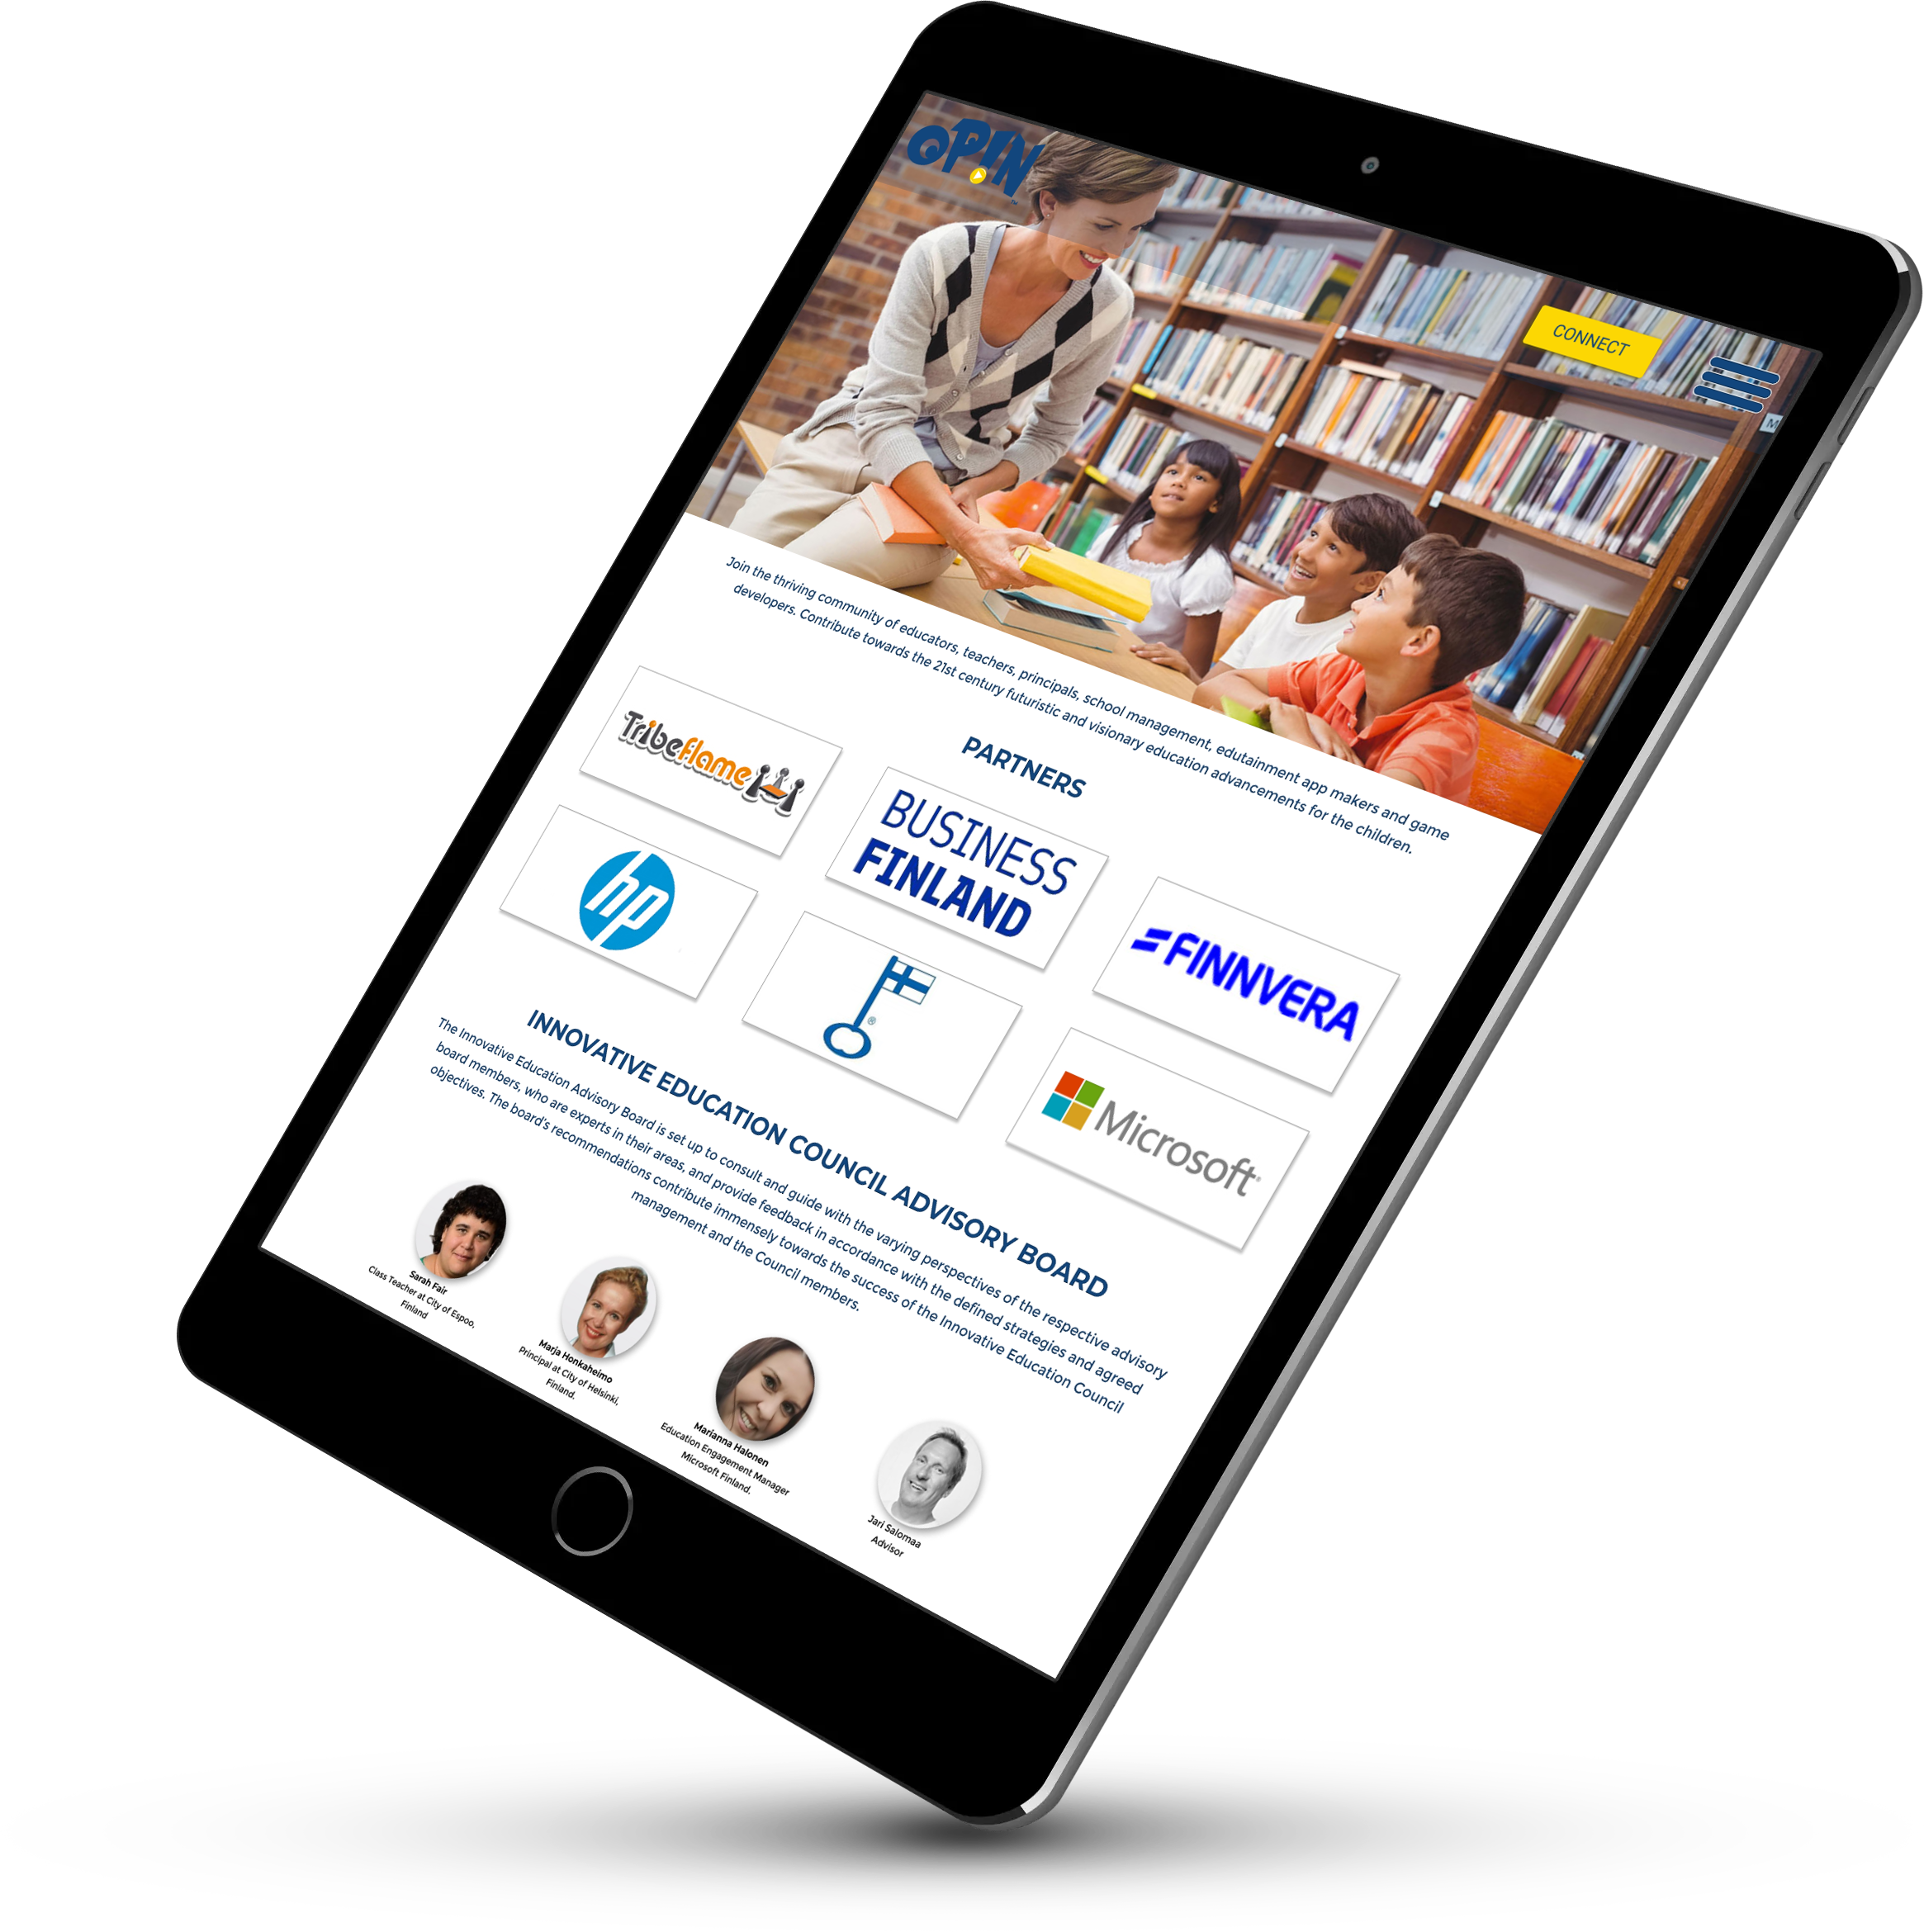 OPIN
CONNECT
M
Join the thriving community of educators, teachers, principals, school management, edutainment app makers and game
developers. Contribute towards the 21st century futuristic and visionary education advancements for the children.
PARTNERS
Tribeflame
BUSINESS
FINLAND
FINNVERA
hp
®
Microsoft
INNOVATIVE EDUCATION COUNCIL ADVISORY BOARD
The Innovative Education Advisory Board is set up to consult and guide with the varying perspectives of the respective advisory
board members, who are experts in their areas, and provide feedback in accordance with the defined strategies and agreed
objectives. The board's recommendations contribute immensely towards the success of the Innovative Education Council
management and the Council members.
Sarah Fair
Class Teacher at City of Espoo,
Finland
Marja Honkaheimo
Principal at City of Helsinki,
Finland.
Marianna Halonen
Education Engagement Manager
Microsoft Finland.
Jari Salomaa
Advisor